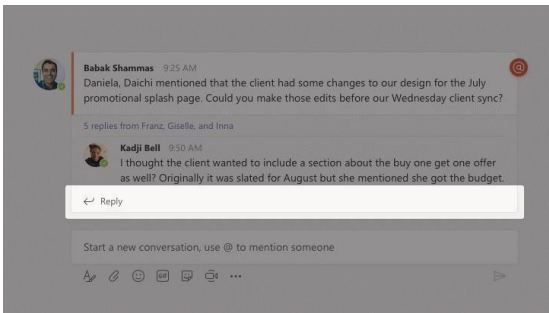 Babak Shammas 9:25 AM
@
Daniela, Daichi mentioned that the client had some changes to our design for the July
promotional splash page. Could you make those edits before our Wednesday client sync?
5 replies from Franz, Giselle, and Inna
Kadji Bell 9:50 AM
I thought the client wanted to include a section about the buy one get one offer
as well? Originally it was slated for August but she mentioned she got the budget.
Reply
Start a new conversation, use @ to mention someone
GIF